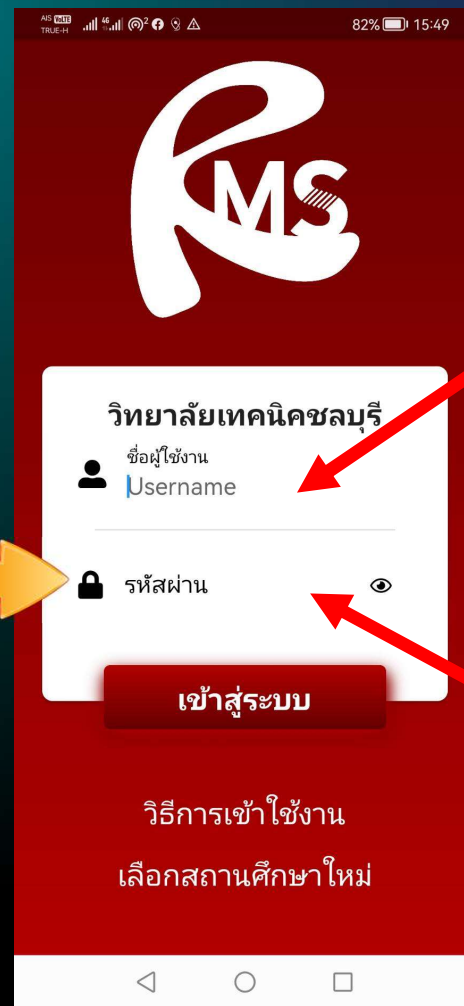 AIS VoLTE
TRUE-H
46
2
82%
15:49
RMS
วิทยาลัยเทคนิคชลบุรี
ชื่อผู้ใช้งาน
Username
รหัสผ่าน
เข้าสู่ระบบ
วิธีการเข้าใช้งาน
เลือกสถานศึกษาใหม่